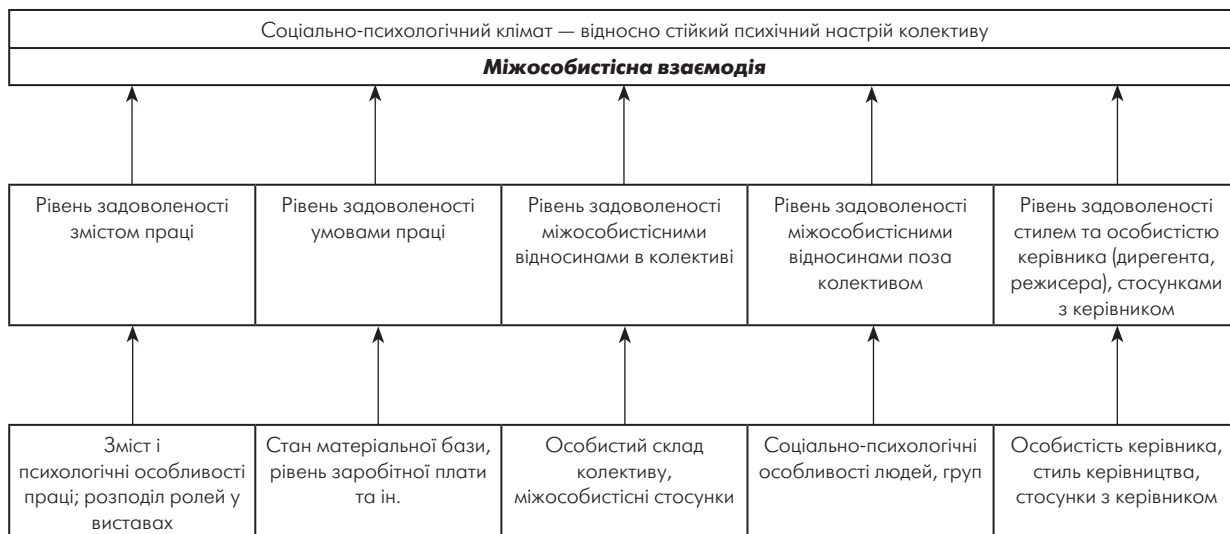 Соціально-психологічний клімат — відносно стійкий психічний настрій колективу
Міжособистісна взаємодія
Рівень задоволеності
змістом праці
Рівень задоволеності
умовами праці
Рівень задоволеності
міжособистісними
відносинами в колективі
Рівень задоволеності
міжособистісними
відносинами поза
колективом
Рівень задоволеності
стилем та особистістю
керівника (дирегента,
режисера), стосунками
з керівником
Зміст і
психологічні особливості
праці; розподіл ролей у
виставах
Стан матеріальної бази,
рівень заробітної плати
та ін.
Особистий склад
колективу,
міжособистісні стосунки
Соціально-психологічні
особливості людей, груп
Особистість керівника,
стиль керівництва,
стосунки з керівником